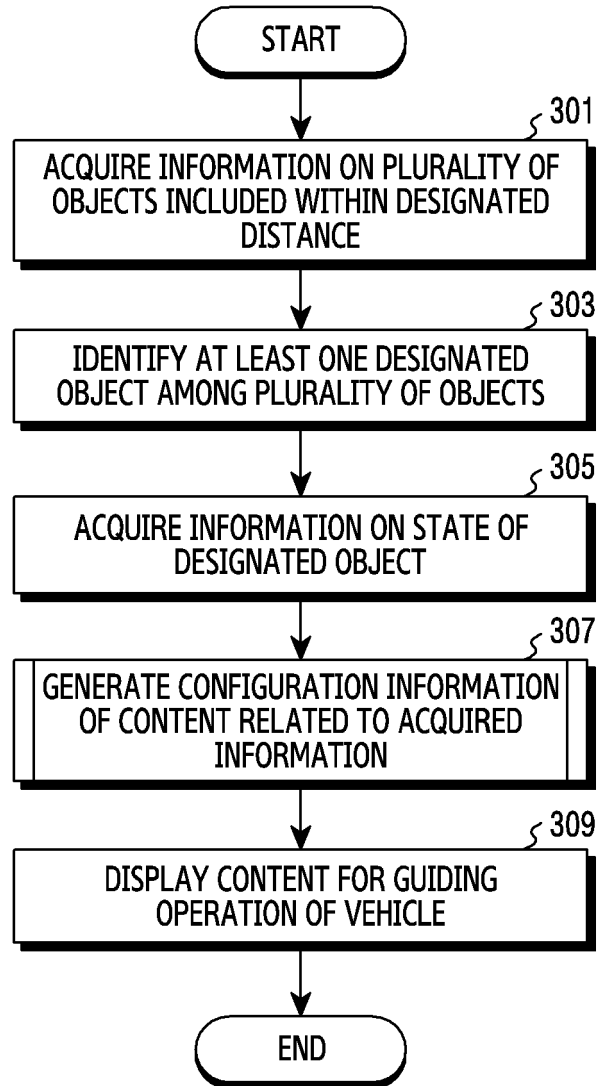 START
301
ACQUIRE INFORMATION ON PLURALITY OF
OBJECTS INCLUDED WITHIN DESIGNATED
DISTANCE
303
IDENTIFY AT LEAST ONE DESIGNATED
OBJECT AMONG PLURALITY OF OBJECTS
305
ACQUIRE INFORMATION ON STATE OF
DESIGNATED OBJECT
307
GENERATE CONFIGURATION INFORMATION
OF CONTENT RELATED TO ACQUIRED
INFORMATION
309
DISPLAY CONTENT FOR GUIDING
OPERATION OF VEHICLE
END